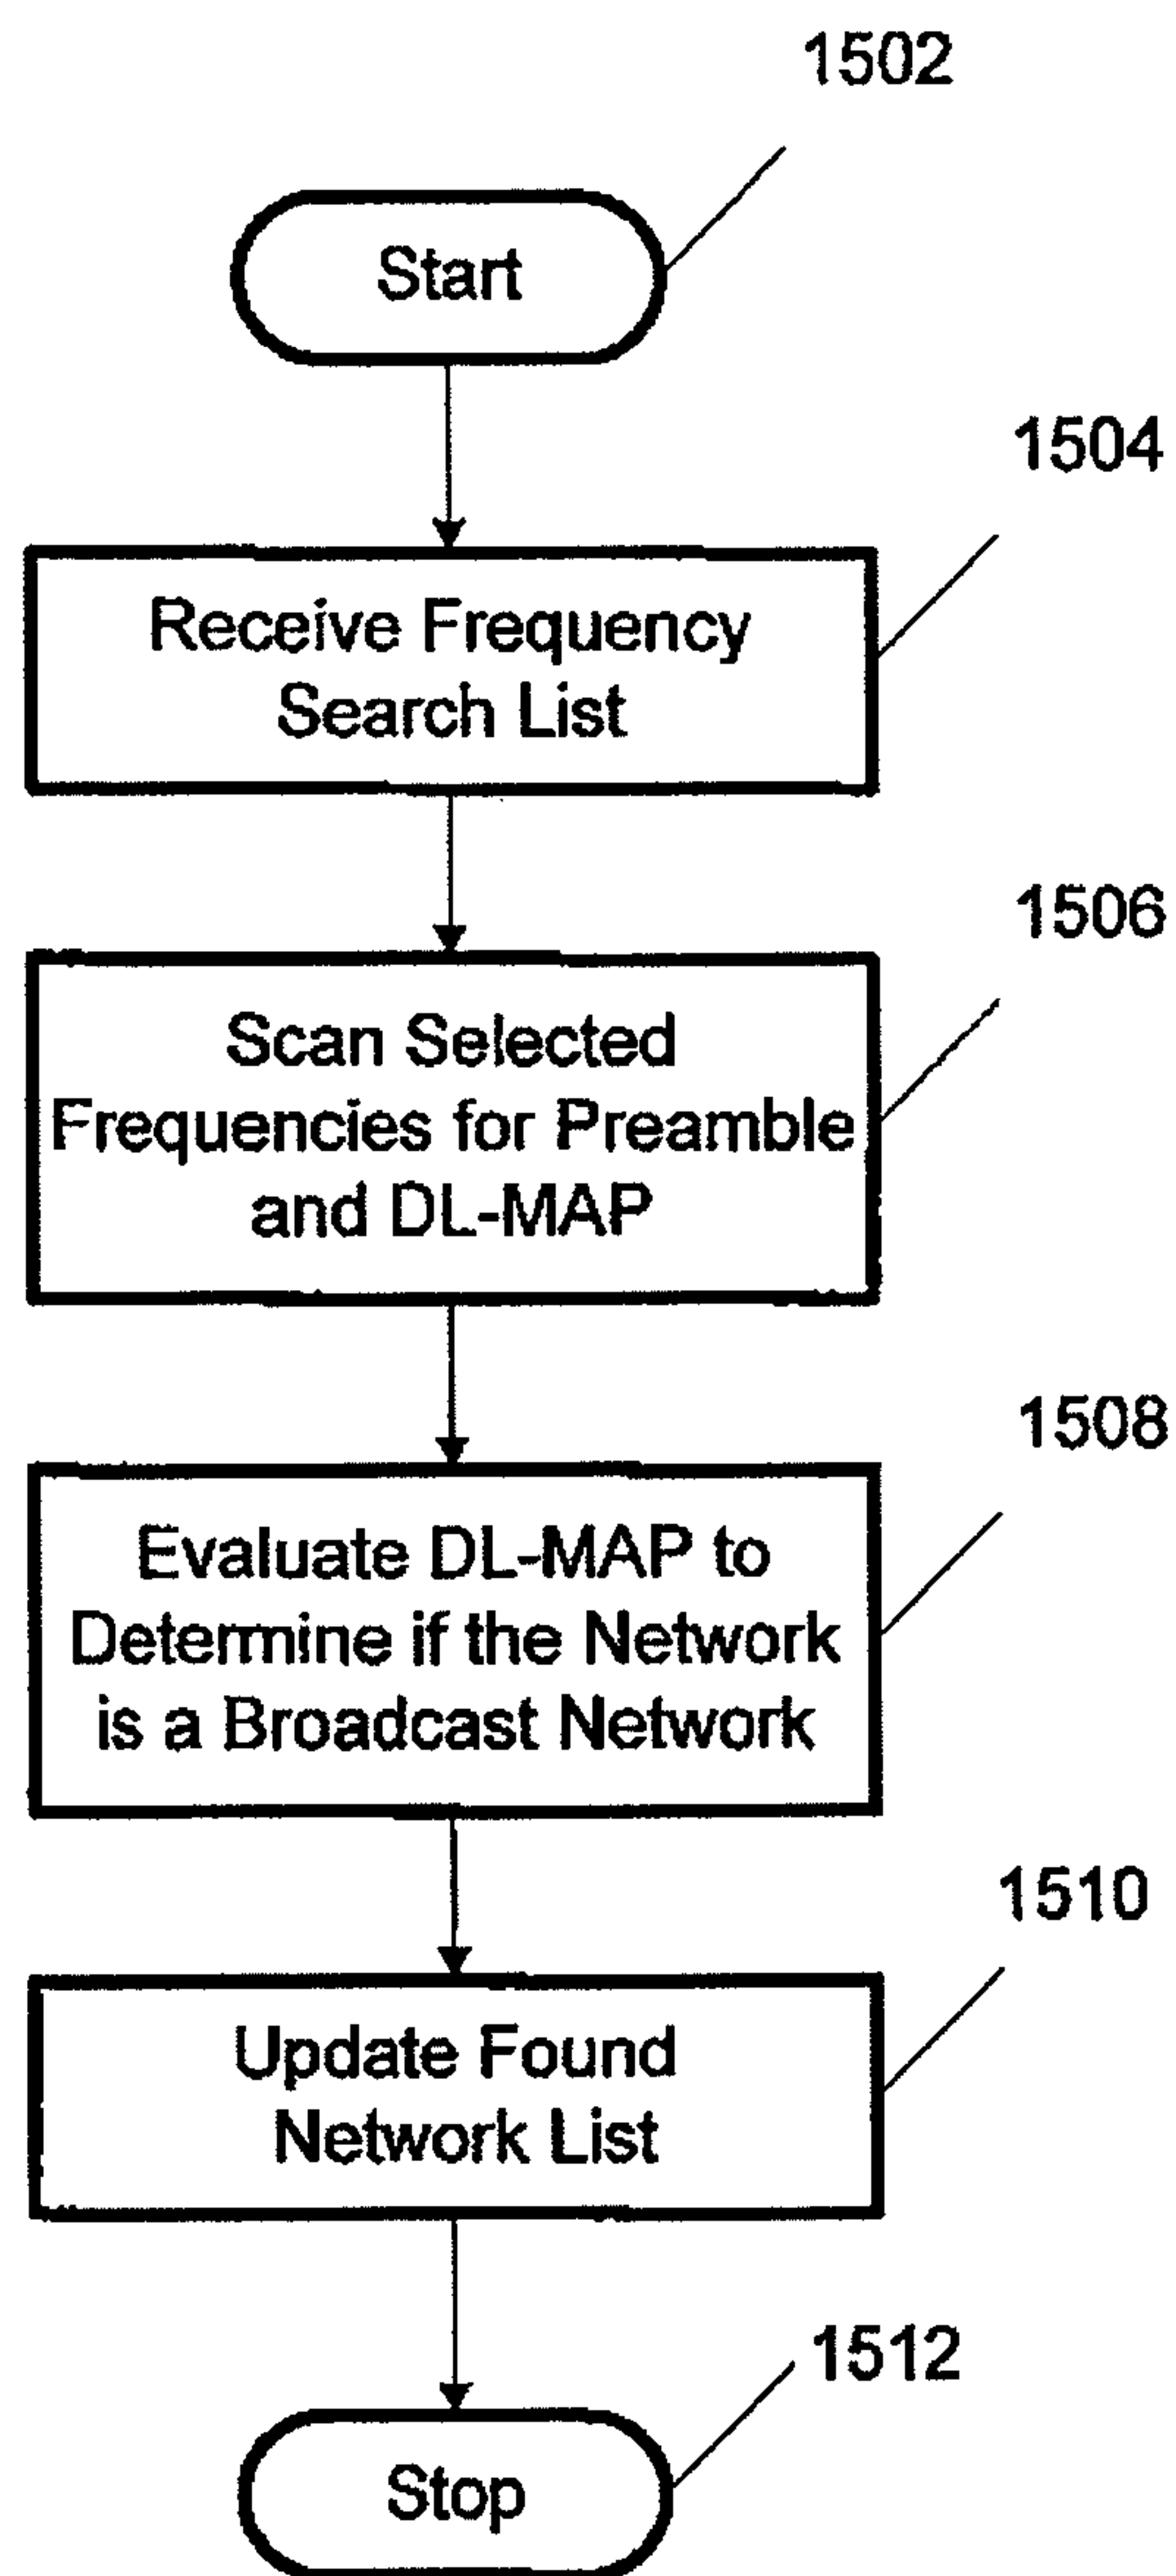 1502
Start
1504
Receive Frequency
Search List
1506
Scan Selected
Frequencies for Preamble
and DL-MAP
1508
Evaluate DL-MAP to
Determine if the Network
is a Broadcast Network
1510
Update Found
Network List
1512
Stop